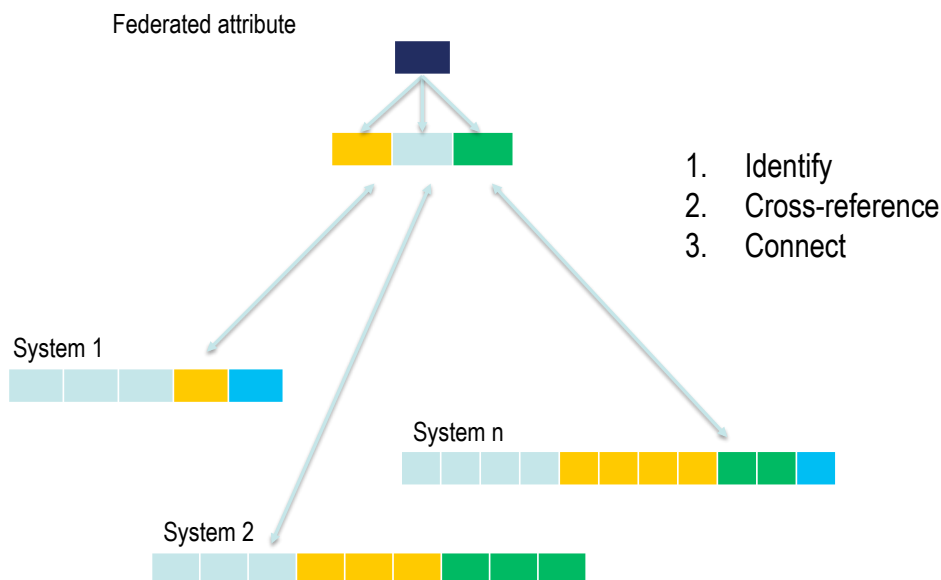 Federated attribute
1. Identify
2. Cross-reference
3. Connect
System 1
System n
System 2